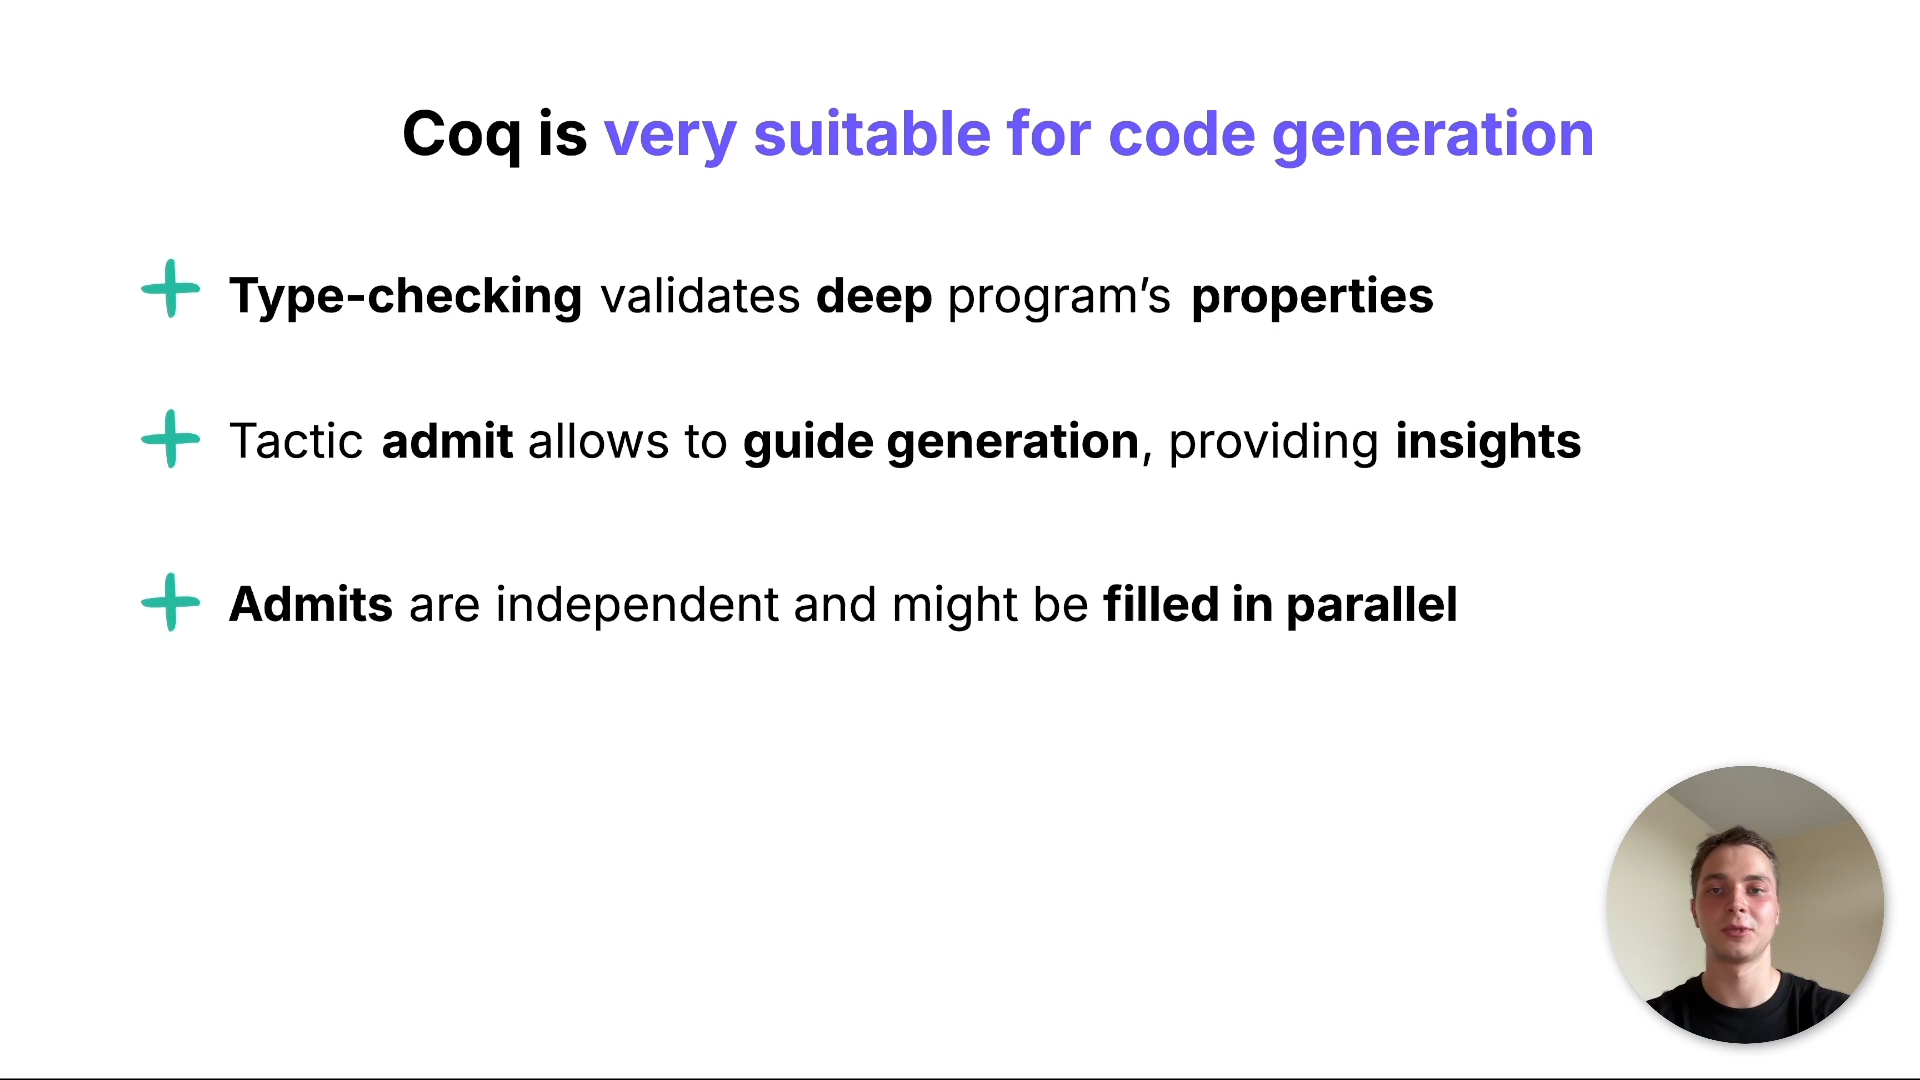 Coq is very suitable for code generation
Type-checking validates deep program’s properties
Tactic admit allows to guide generation, providing insights
Admits are independent and might be filled in parallel